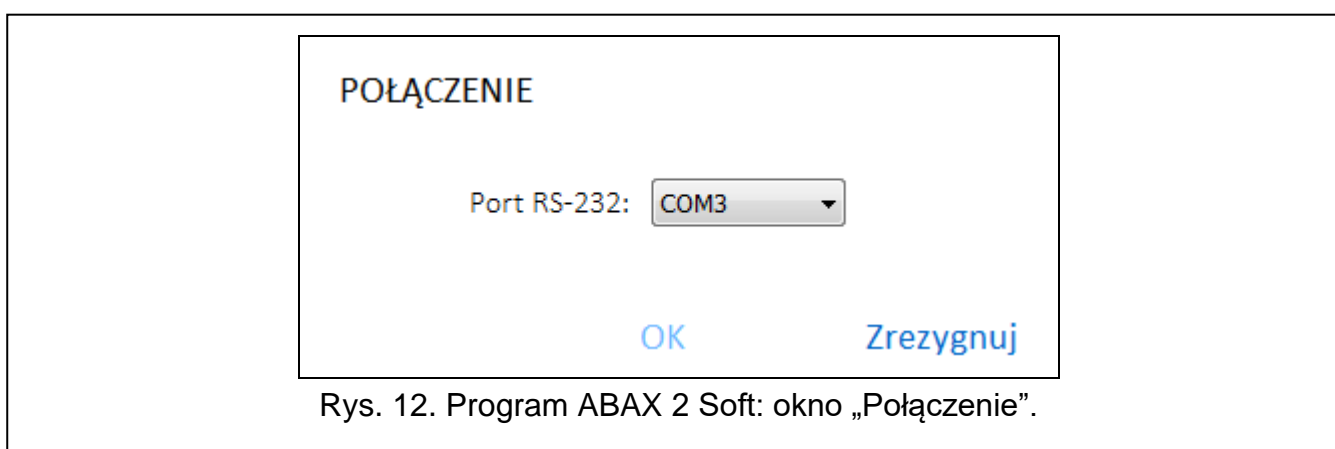 POŁĄCZENIE
Port RS-232: COM3
OK Zrezygnuj
Rys. 12. Program ABAX 2 Soft: okno „Połączenie”.